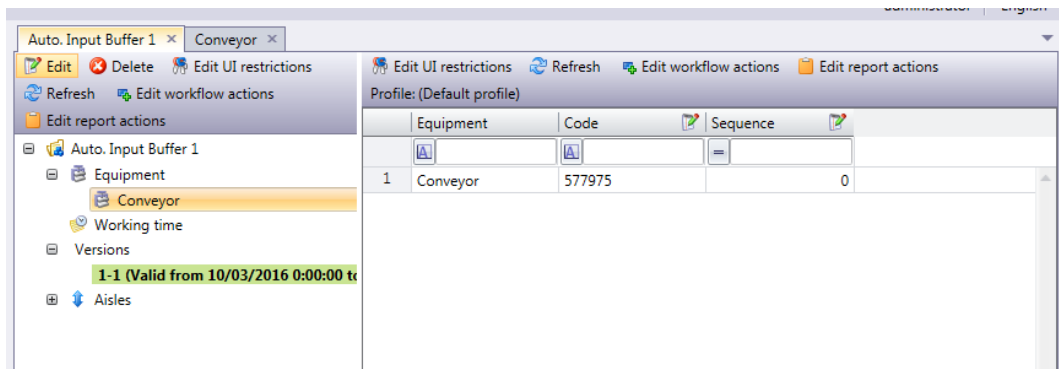 administrator English
Auto. Input Buffer 1 Conveyor
Edit Delete Edit UI restrictions
Refresh Edit workflow actions
Edit report actions
Auto. Input Buffer 1
Equipment
Conveyor
Working time
Versions
1-1 (Valid from 10/03/2016 0:00:00 to
Aisles
Edit UI restrictions Refresh Edit workflow actions Edit report actions
Profile: (Default profile)
Equipment Code Sequence
A A =
1 Conveyor 577975 0